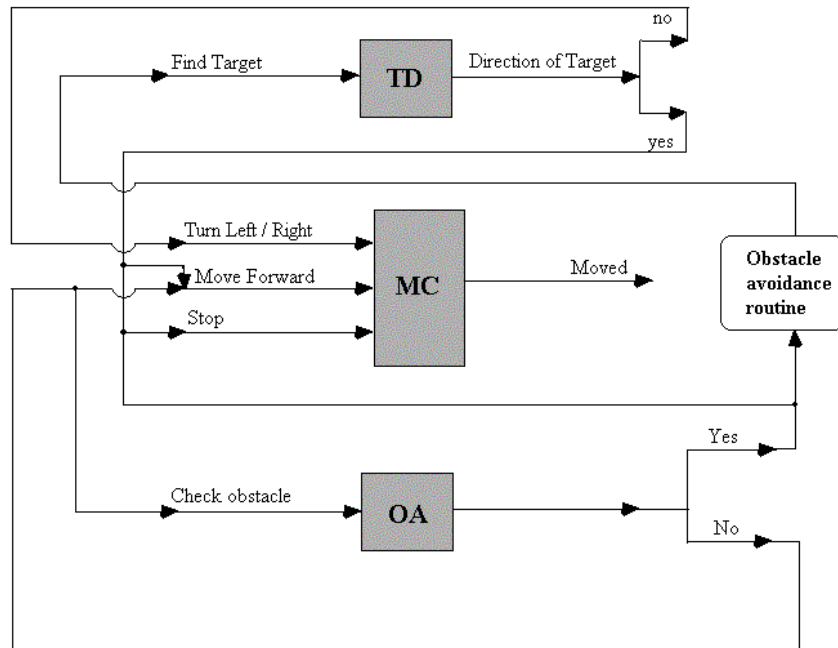 no
Find Target
TD
Direction of Target
yes
Turn Left / Right
Move Forward
MC
Moved
Stop
Obstacle
avoidance
routine
Yes
Check obstacle
OA
No